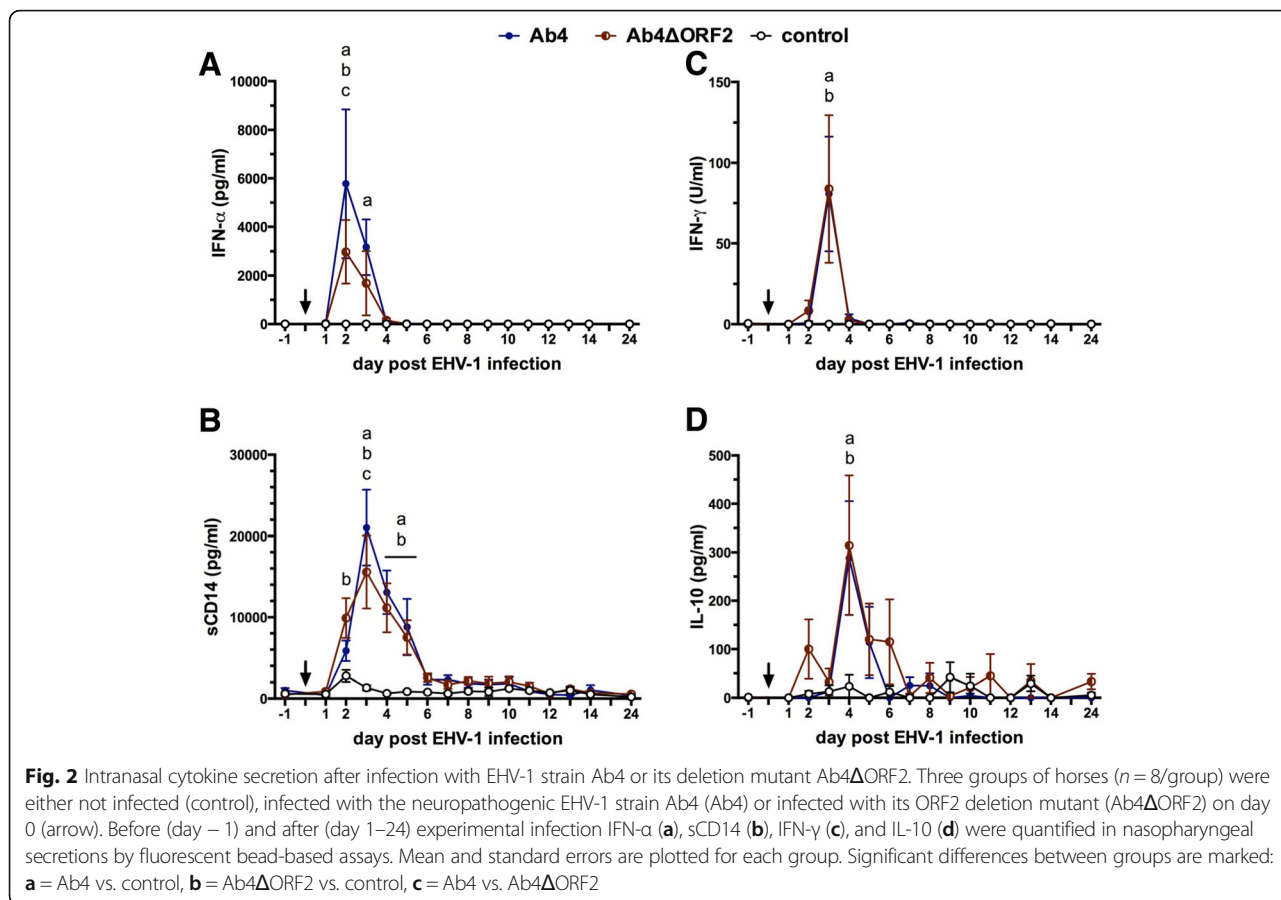 Ab4 Ab4ΔORF2 control
A
a
b
c
a
10000
8000
6000
4000
2000
0
IFN-α (pg/ml)
-1 1 2 4 6 8 10 12 14 24
day post EHV-1 infection
C
a
b
150
100
50
0
IFN-γ (U/ml)
-1 1 2 4 6 8 10 12 14 24
day post EHV-1 infection
B
a
b
c
a
b
b
30000
20000
10000
0
sCD14 (pg/ml)
-1 1 2 4 6 8 10 12 14 24
day post EHV-1 infection
D
a
b
500
400
300
200
100
0
IL-10 (pg/ml)
-1 1 2 4 6 8 10 12 14 24
day post EHV-1 infection
Fig. 2 Intranasal cytokine secretion after infection with EHV-1 strain Ab4 or its deletion mutant Ab4ΔORF2. Three groups of horses (n = 8/group) were
either not infected (control), infected with the neuropathogenic EHV-1 strain Ab4 (Ab4) or infected with its ORF2 deletion mutant (Ab4ΔORF2) on day
0 (arrow). Before (day − 1) and after (day 1–24) experimental infection IFN-α (a), sCD14 (b), IFN-γ (c), and IL-10 (d) were quantified in nasopharyngeal
secretions by fluorescent bead-based assays. Mean and standard errors are plotted for each group. Significant differences between groups are marked:
a = Ab4 vs. control, b = Ab4ΔORF2 vs. control, c = Ab4 vs. Ab4ΔORF2